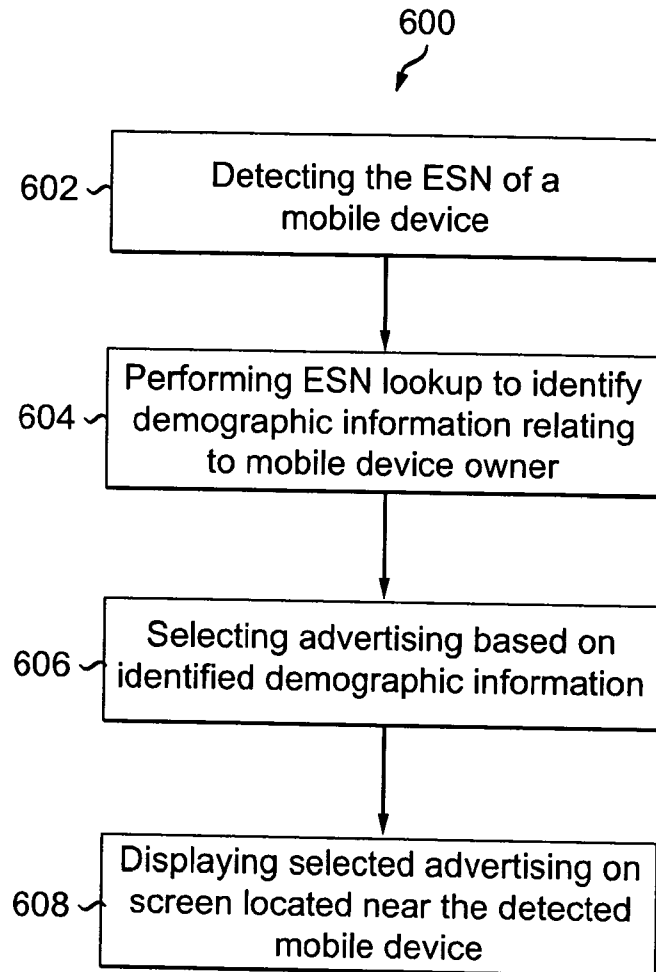 600
602
Detecting the ESN of a
mobile device
604
Performing ESN lookup to identify
demographic information relating
to mobile device owner
606
Selecting advertising based on
identified demographic information
608
Displaying selected advertising on
screen located near the detected
mobile device